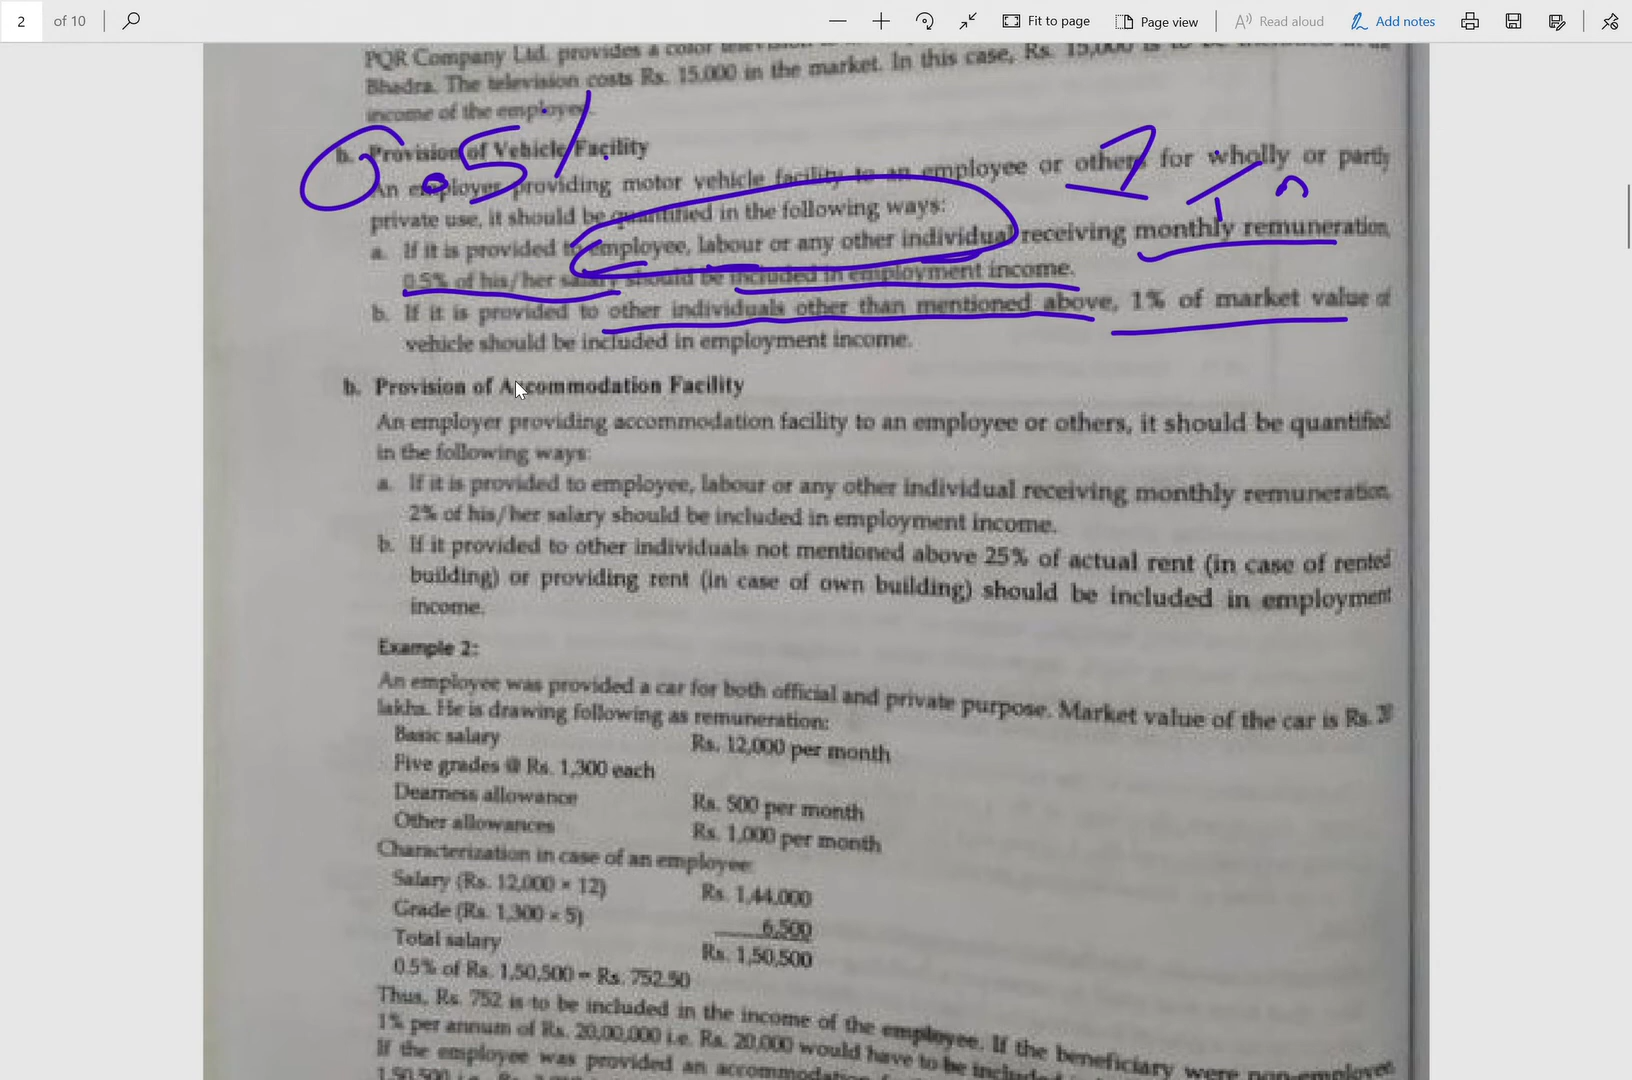 2 of 10 Fit to page Page view Read aloud Add notes
PQR Company Ltd. provides a color television Rs. 15,000 is to be
Bhadra. The television costs Rs. 15,000 in the market. In this case,
income of the employee.
0.5% 1%
b. Provision of Vehicle Facility
An employer providing motor vehicle facility to an employee or others for wholly or partly
private use, it should be quantified in the following ways:
a. If it is provided to employee, labour or any other individual receiving monthly remuneration,
0.5% of his/her salary should be included in employment income.
b. If it is provided to other individuals other than mentioned above, 1% of market value of
vehicle should be included in employment income.
b. Provision of Accommodation Facility
An employer providing accommodation facility to an employee or others, it should be quantified
in the following ways:
a. If it is provided to employee, labour or any other individual receiving monthly remuneration,
2% of his/her salary should be included in employment income.
b. If it provided to other individuals not mentioned above 25% of actual rent (in case of rented
building) or providing rent (in case of own building) should be included in employment
income.
Example 2:
An employee was provided a car for both official and private purpose. Market value of the car is Rs.
lakhs. He is drawing following as remuneration:
Basic salary Rs. 12,000 per month
Five grades @ Rs. 1,300 each
Dearness allowance Rs. 500 per month
Other allowances Rs. 1,000 per month
Characterization in case of an employee:
Salary (Rs. 12,000 × 12) Rs. 1,44,000
Grade (Rs. 1,300 × 5) 6,500
Total salary Rs. 1,50,500
0.5% of Rs. 1,50,500 = Rs. 752.50
Thus, Rs. 752 is to be included in the income of the employee. If the beneficiary were non-employee
1% per annum of Rs. 20,00,000 i.e. Rs. 20,000 would have to be included
If the employee was provided an accommodation
1,50,500 i.e. Rs.